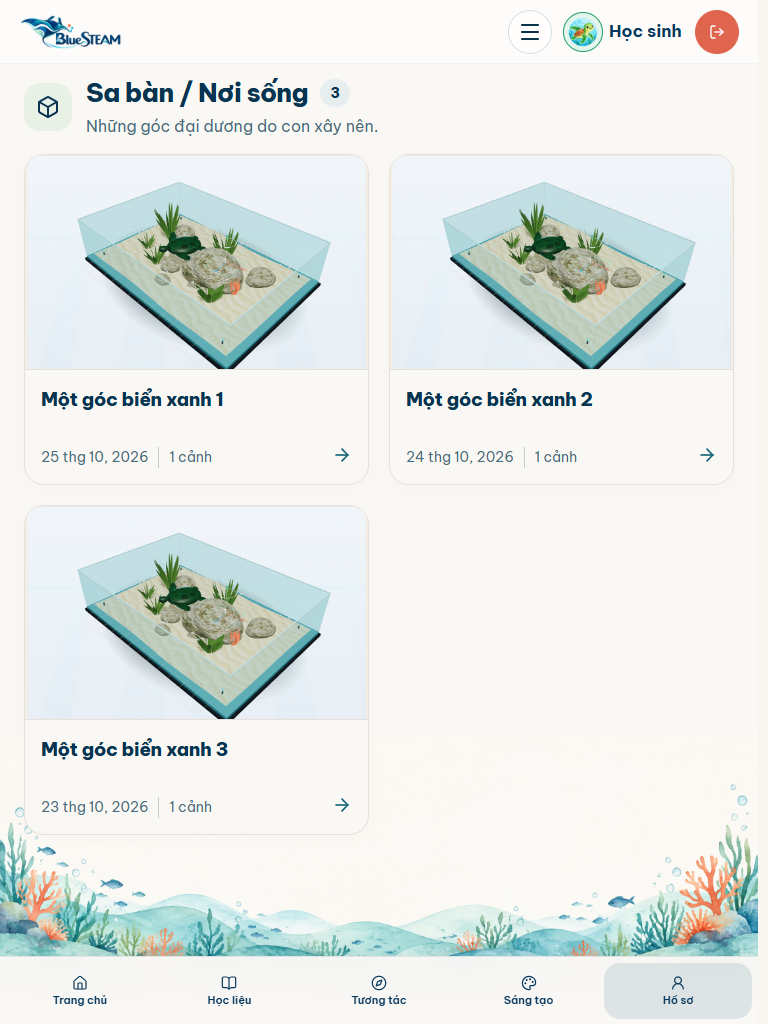 BlueSTEAM
Học sinh
Sa bàn / Nơi sống 3
Những góc đại dương do con xây nên.
Một góc biển xanh 1
25 thg 10, 2026 1 cảnh
Một góc biển xanh 2
24 thg 10, 2026 1 cảnh
Một góc biển xanh 3
23 thg 10, 2026 1 cảnh
Trang chủ
Học liệu
Tương tác
Sáng tạo
Hồ sơ